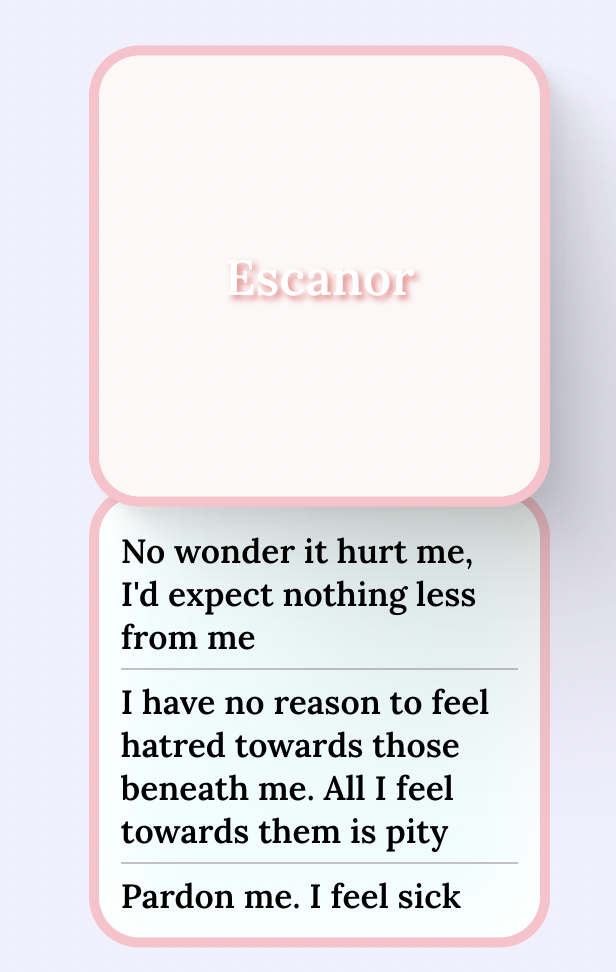 Escanor
No wonder it hurt me,
I'd expect nothing less
from me
I have no reason to feel
hatred towards those
beneath me. All I feel
towards them is pity
Pardon me. I feel sick